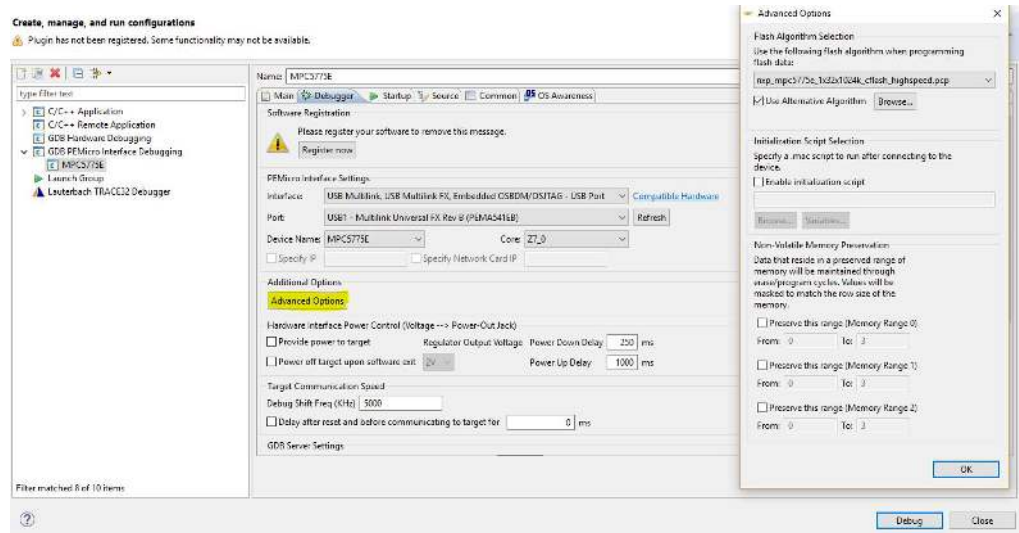 Create, manage, and run configurations
Plugin has not been registered. Some functionality may not be available.
type filter text
C/C++ Application
C/C++ Remote Application
GDB Hardware Debugging
GDB PEMicro Interface Debugging
MPC5775E
Launch Group
Lauterbach TRACE32 Debugger
Filter matched 8 of 10 items
Name: MPC5775E
Main Debugger Startup Source Common OS Awareness
Software Registration
Please register your software to remove this message.
Register now
PEMicro Interface Settings
Interface: USB Multilink, USB Multilink FX, Embedded OSBDM/OSJTAG - USB Port Compatible Hardware
Port: USB1 - Multilink Universal FX Rev B (PEMA541EB) Refresh
Device Name: MPC5775E Core: Z7_0
Specify IP Specify Network Card IP
Additional Options
Advanced Options
Hardware Interface Power Control (Voltage --> Power-Out Jack)
Provide power to target Regulator Output Voltage Power Down Delay 250 ms
Power off target upon software exit 2V Power Up Delay 1000 ms
Target Communication Speed
Debug Shift Freq (KHz) 5000
Delay after reset and before communicating to target for 0 ms
GDB Server Settings
Debug Close
Advanced Options
Flash Algorithm Selection
Use the following flash algorithm when programming
flash data:
nxp_mpc5775e_1x32x1024k_cflash_highspeed.pcp
Use Alternative Algorithm Browse...
Initialization Script Selection
Specify a .mac script to run after connecting to the
device.
Enable initialization script
Browse... Variables...
Non-Volatile Memory Preservation
Data that reside in a preserved range of
memory will be maintained through
erase/program cycles. Values will be
masked to match the row size of the
memory.
Preserve this range (Memory Range 0)
From: 0 To: 3
Preserve this range (Memory Range 1)
From: 0 To: 3
Preserve this range (Memory Range 2)
From: 0 To: 3
OK